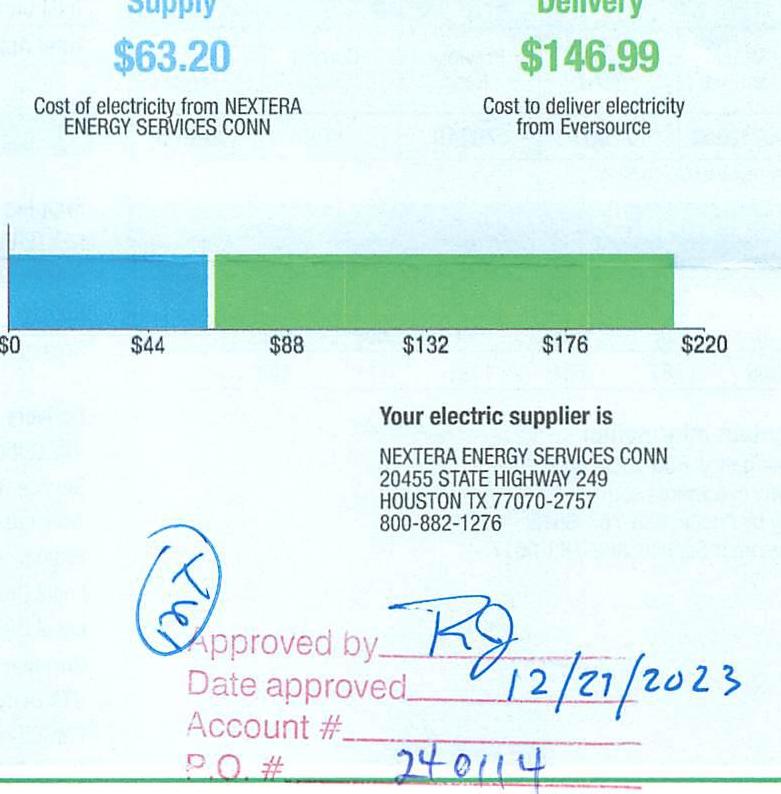 Supply Delivery
$63.20 $146.99
Cost of electricity from NEXTERA Cost to deliver electricity
ENERGY SERVICES CONN from Eversource
$0 $44 $88 $132 $176 $220
Your electric supplier is
NEXTERA ENERGY SERVICES CONN
20455 STATE HIGHWAY 249
HOUSTON TX 77070-2757
800-882-1276
Approved by RJ
Date approved 12/27/2023
Account #
P.O. # 240114